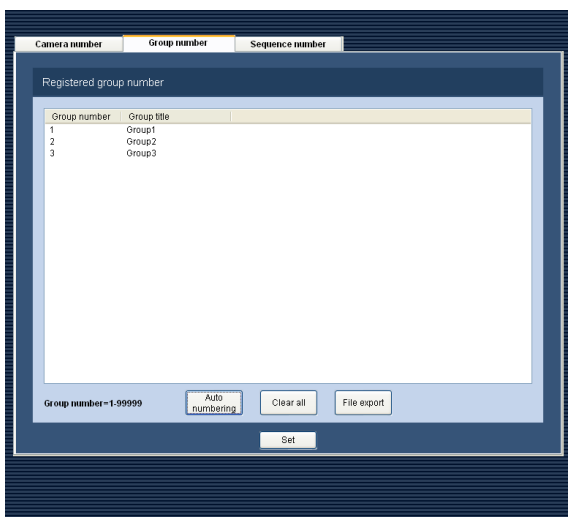 Camera number Group number Sequence number
Registered group number
Group number Group title
1 Group1
2 Group2
3 Group3
Group number=1-99999
Auto
numbering
Clear all
File export
Set